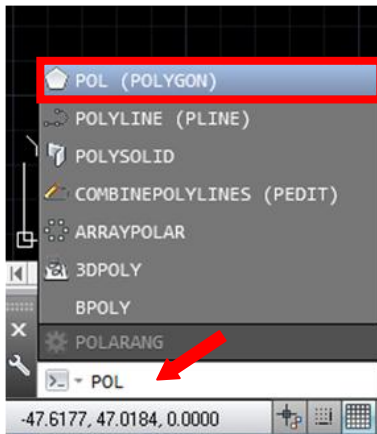 POL (POLYGON)
POLYLINE (PLINE)
POLYSOLID
COMBINEPOLYLINES (PEDIT)
ARRAYPOLAR
3DPOLY
BPOLY
POLARANG
POL
-47.6177, 47.0184, 0.0000